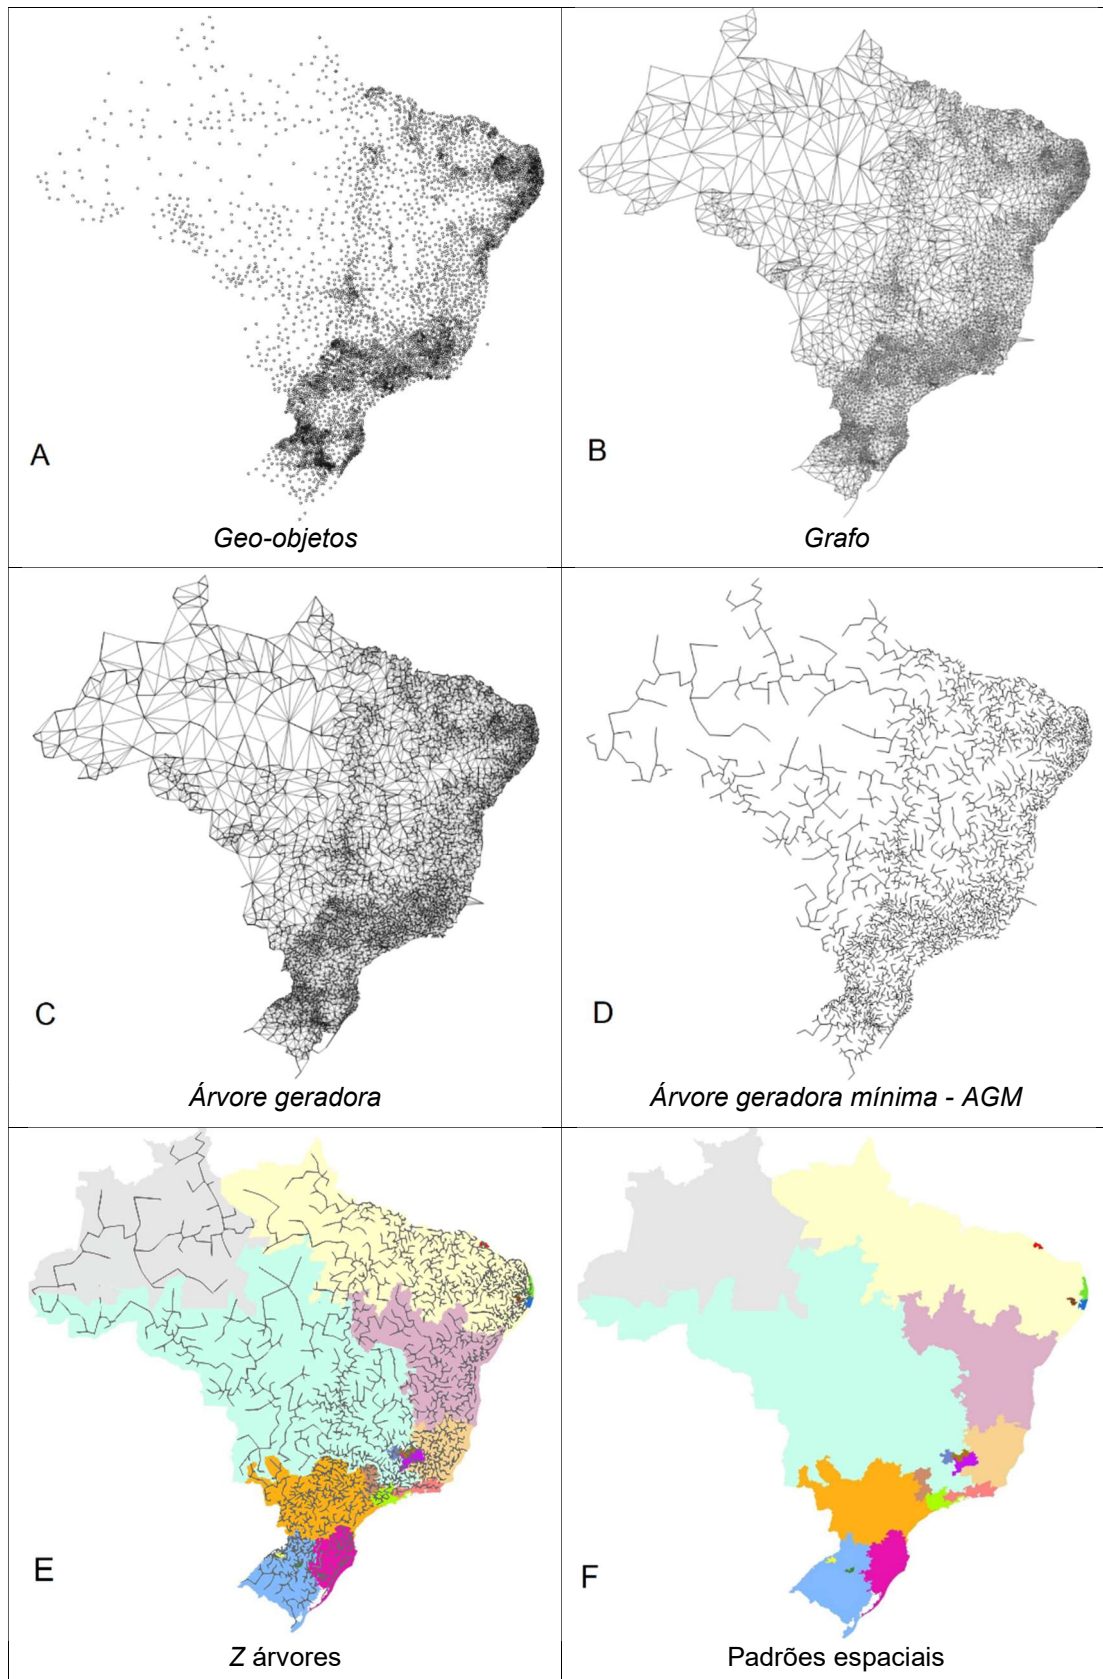 A
Geo-objetos
B
Grafo
C
Árvore geradora
D
Árvore geradora mínima - AGM
E
Z árvores
F
Padrões espaciais